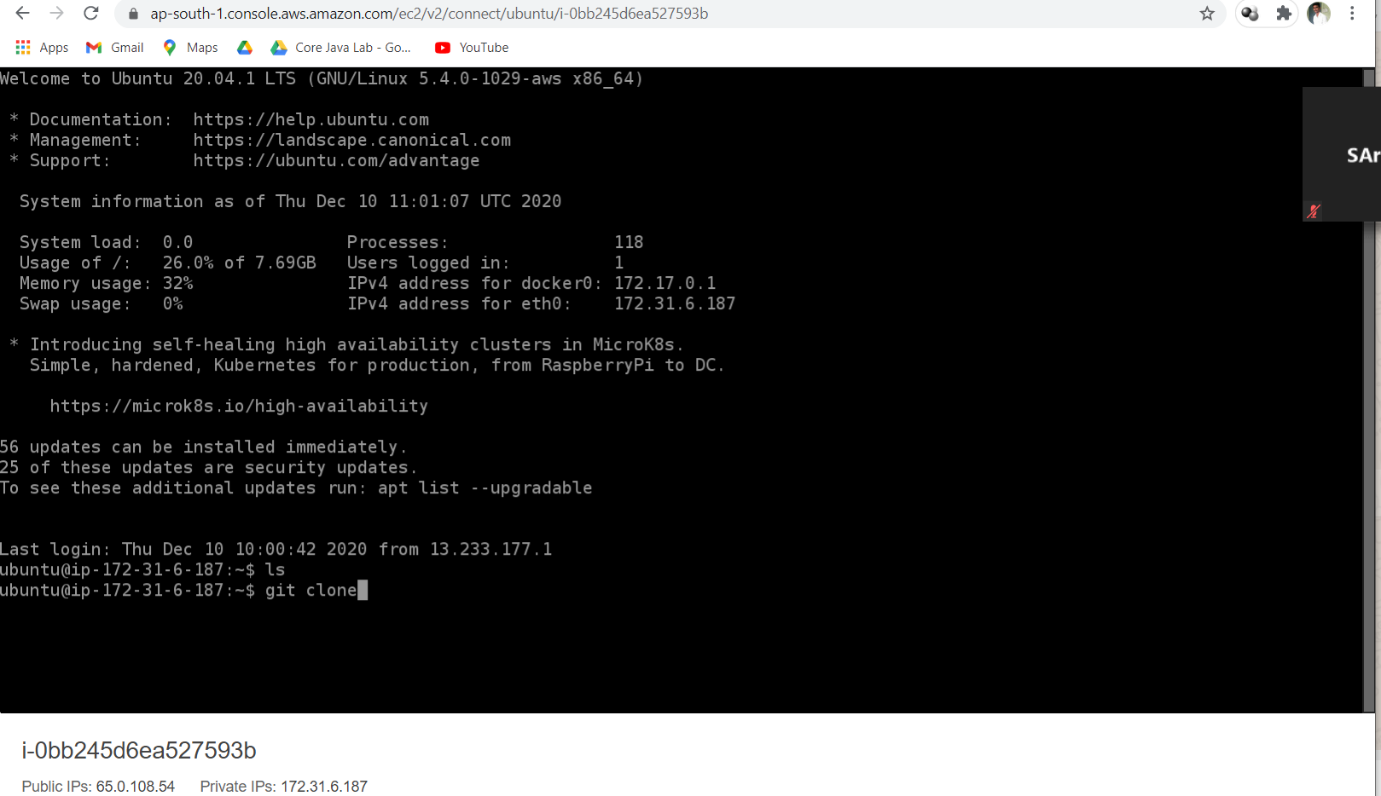 ap-south-1.console.aws.amazon.com/ec2/v2/connect/ubuntu/i-0bb245d6ea527593b
Apps Gmail Maps Core Java Lab - Go... YouTube
Welcome to Ubuntu 20.04.1 LTS (GNU/Linux 5.4.0-1029-aws x86_64)
* Documentation: https://help.ubuntu.com
* Management: https://landscape.canonical.com
* Support: https://ubuntu.com/advantage
System information as of Thu Dec 10 11:01:07 UTC 2020
System load: 0.0 Processes: 118
Usage of /: 26.0% of 7.69GB Users logged in: 1
Memory usage: 32% IPv4 address for docker0: 172.17.0.1
Swap usage: 0% IPv4 address for eth0: 172.31.6.187
* Introducing self-healing high availability clusters in MicroK8s.
Simple, hardened, Kubernetes for production, from RaspberryPi to DC.
https://microk8s.io/high-availability
56 updates can be installed immediately.
25 of these updates are security updates.
To see these additional updates run: apt list --upgradable
Last login: Thu Dec 10 10:00:42 2020 from 13.233.177.1
ubuntu@ip-172-31-6-187:~$ ls
ubuntu@ip-172-31-6-187:~$ git clone
SAr
i-0bb245d6ea527593b
Public IPs: 65.0.108.54 Private IPs: 172.31.6.187